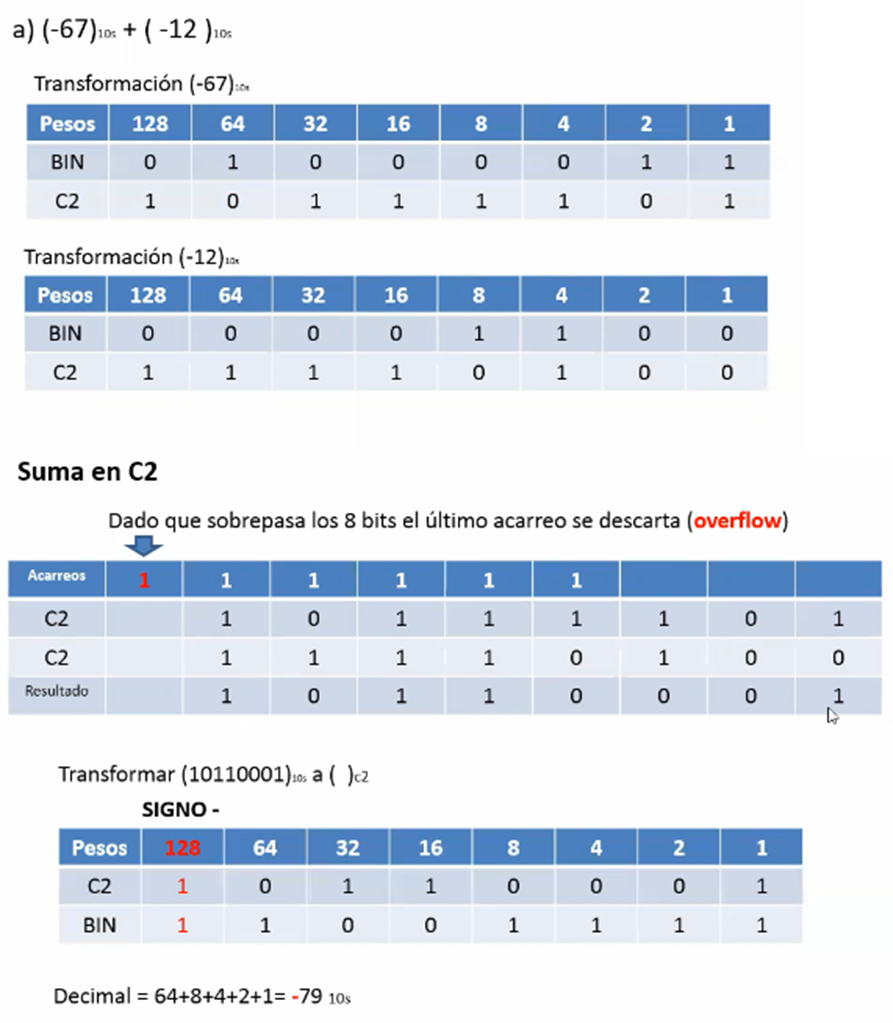 a) (-67)10s + ( -12 )10s
Transformación (-67)10s
Pesos 128 64 32 16 8 4 2 1
BIN 0 1 0 0 0 0 1 1
C2 1 0 1 1 1 1 0 1
Transformación (-12)10s
Pesos 128 64 32 16 8 4 2 1
BIN 0 0 0 0 1 1 0 0
C2 1 1 1 1 0 1 0 0
Suma en C2
Dado que sobrepasa los 8 bits el último acarreo se descarta (overflow)
Acarreos 1 1 1 1 1 1
C2 1 0 1 1 1 1 0 1
C2 1 1 1 1 0 1 0 0
Resultado 1 0 1 1 0 0 0 1
Transformar (10110001)10s a ( )c2
SIGNO -
Pesos 128 64 32 16 8 4 2 1
C2 1 0 1 1 0 0 0 1
BIN 1 1 0 0 1 1 1 1
Decimal = 64+8+4+2+1= -79 10s